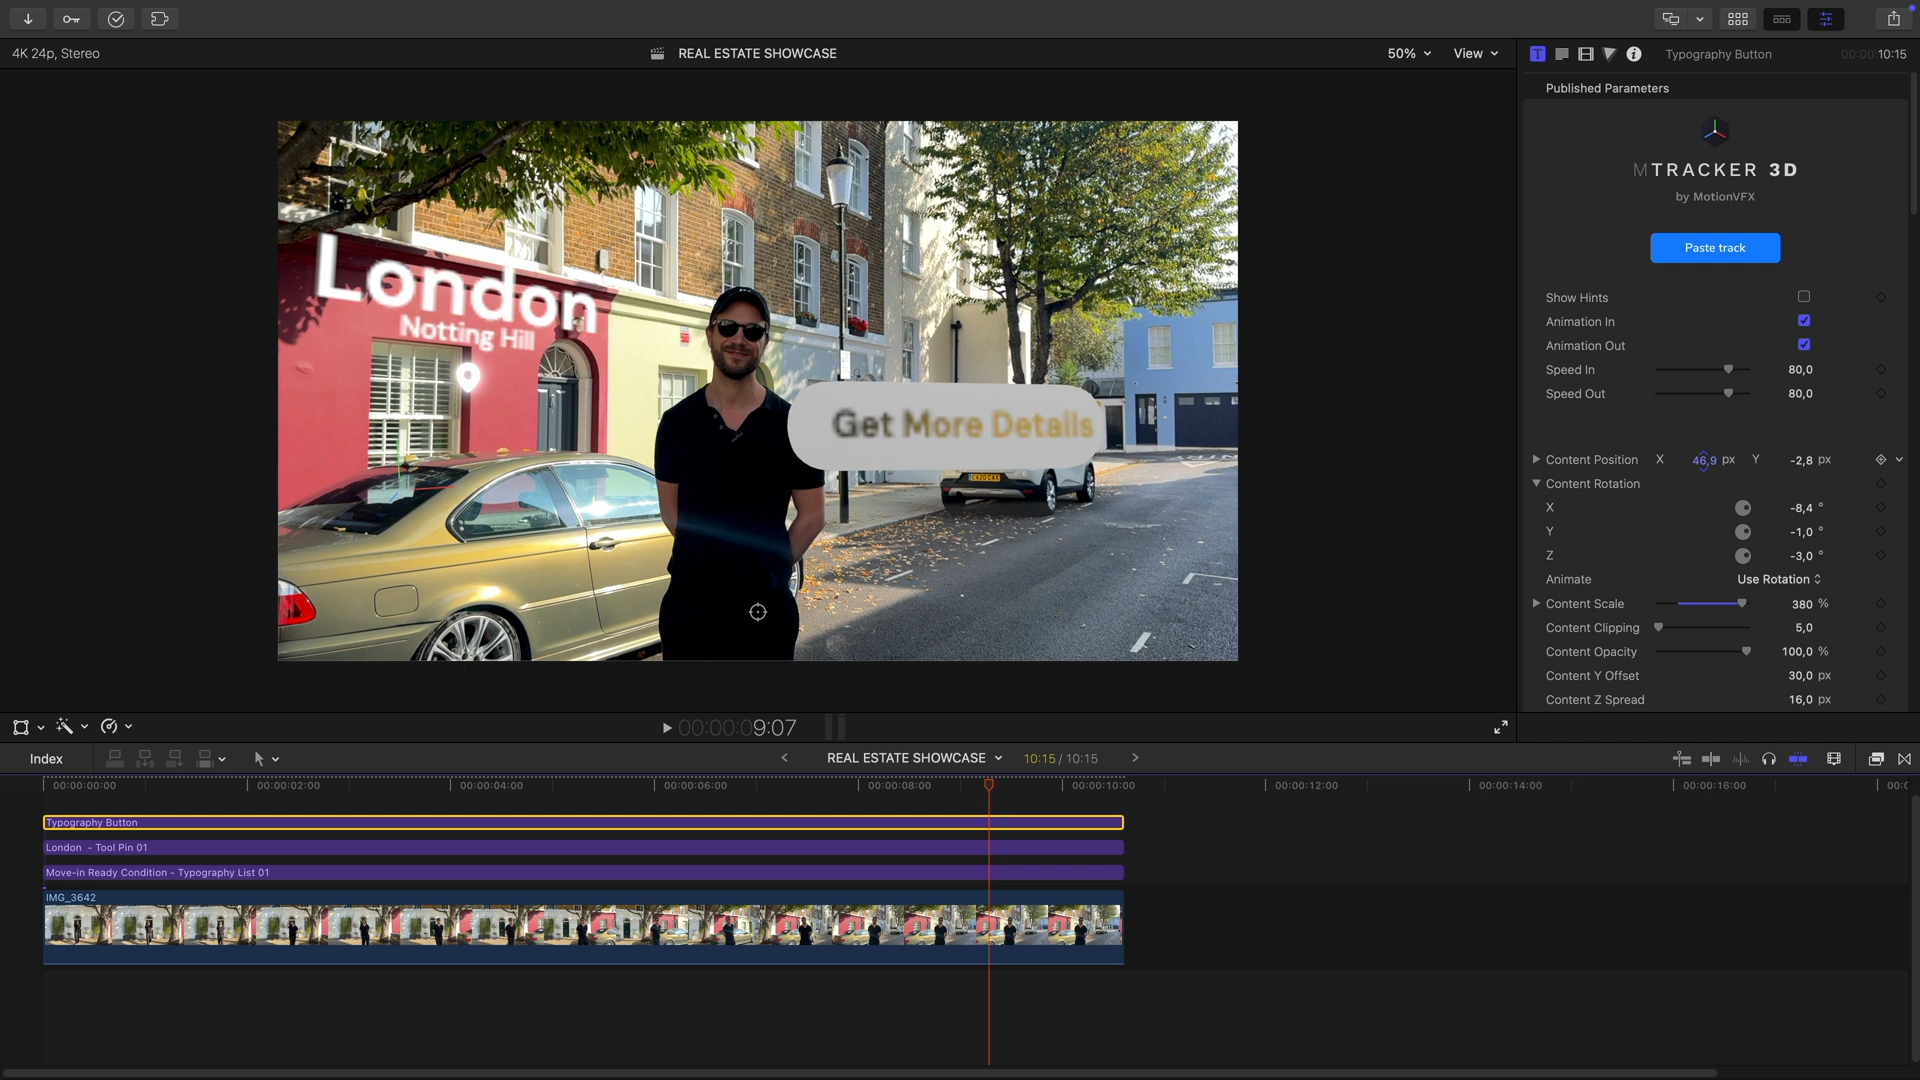 4K 24p, Stereo
REAL ESTATE SHOWCASE
50%
View
T
Typography Button
00:00:10:15
Published Parameters
MTRACKER 3D
by MotionVFX
Paste track
Show Hints
Animation In
Animation Out
Speed In 80,0
Speed Out 80,0
Content Position X 46,9 px Y -2,8 px
Content Rotation
X -8,4 °
Y -1,0 °
Z -3,0 °
Animate Use Rotation
Content Scale 380 %
Content Clipping 5,0
Content Opacity 100,0 %
Content Y Offset 30,0 px
Content Z Spread 16,0 px
London
Notting Hill
Get More Details
00:00:09:07
Index
REAL ESTATE SHOWCASE
10:15 / 10:15
00:00:00:00
00:00:02:00
00:00:04:00
00:00:06:00
00:00:08:00
00:00:10:00
00:00:12:00
00:00:14:00
00:00:16:00
Typography Button
London - Tool Pin 01
Move-in Ready Condition - Typography List 01
IMG_3642